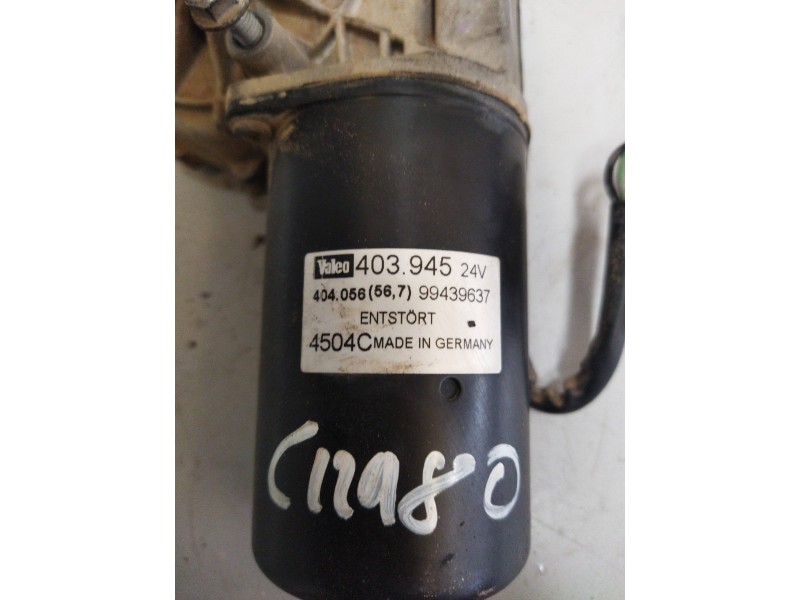 Valeo 403.945 24V
404.056 (56,7) 99439637
ENTSTÖRT
4504C MADE IN GERMANY
C11980